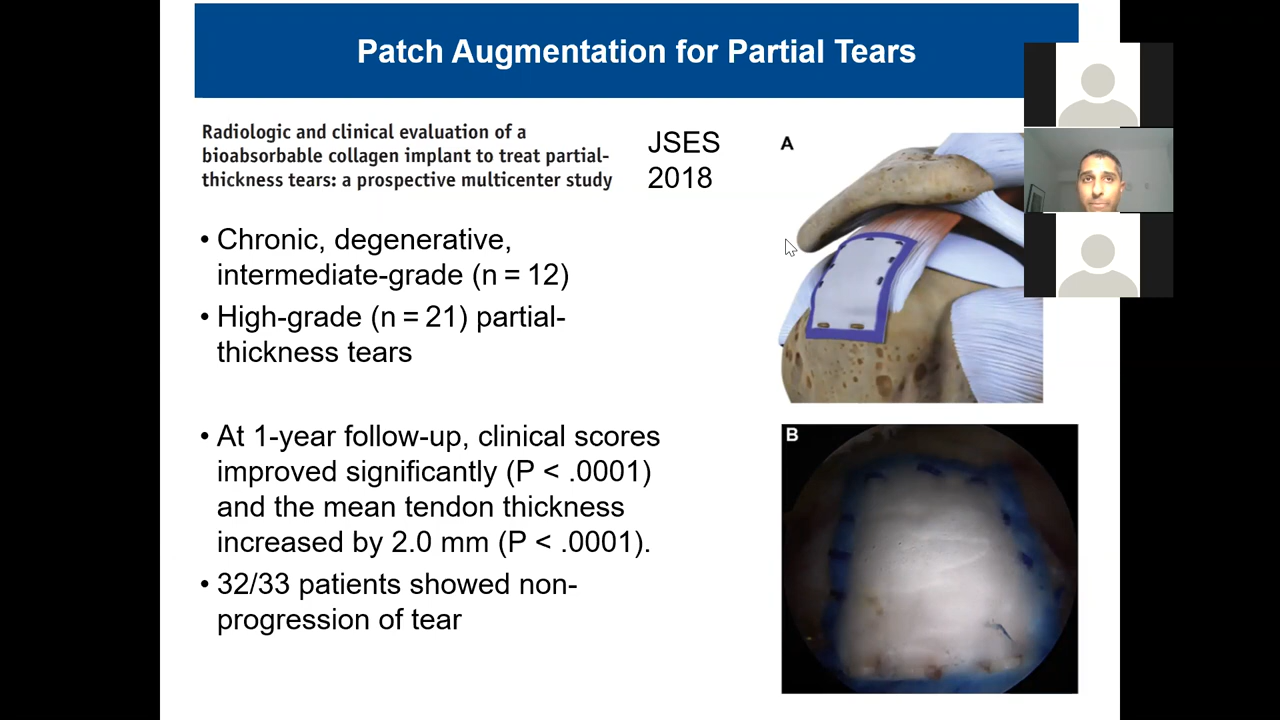 Patch Augmentation for Partial Tears
Radiologic and clinical evaluation of a
bioabsorbable collagen implant to treat partial-
thickness tears: a prospective multicenter study
JSES
2018
• Chronic, degenerative,
intermediate-grade (n = 12)
• High-grade (n = 21) partial-
thickness tears
• At 1-year follow-up, clinical scores
improved significantly (P < .0001)
and the mean tendon thickness
increased by 2.0 mm (P < .0001).
• 32/33 patients showed non-
progression of tear
A
B